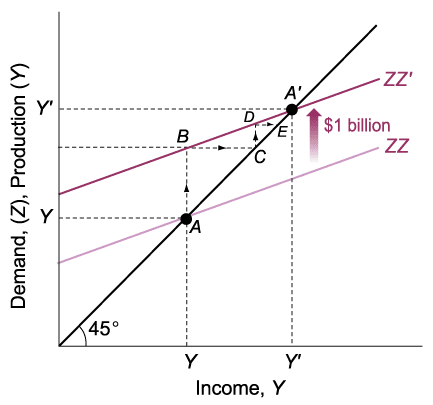 Demand, (Z), Production (Y)
Y'
Y
ZZ'
ZZ
A'
D
E
$1 billion
B
C
A
45°
Y
Y'
Income, Y